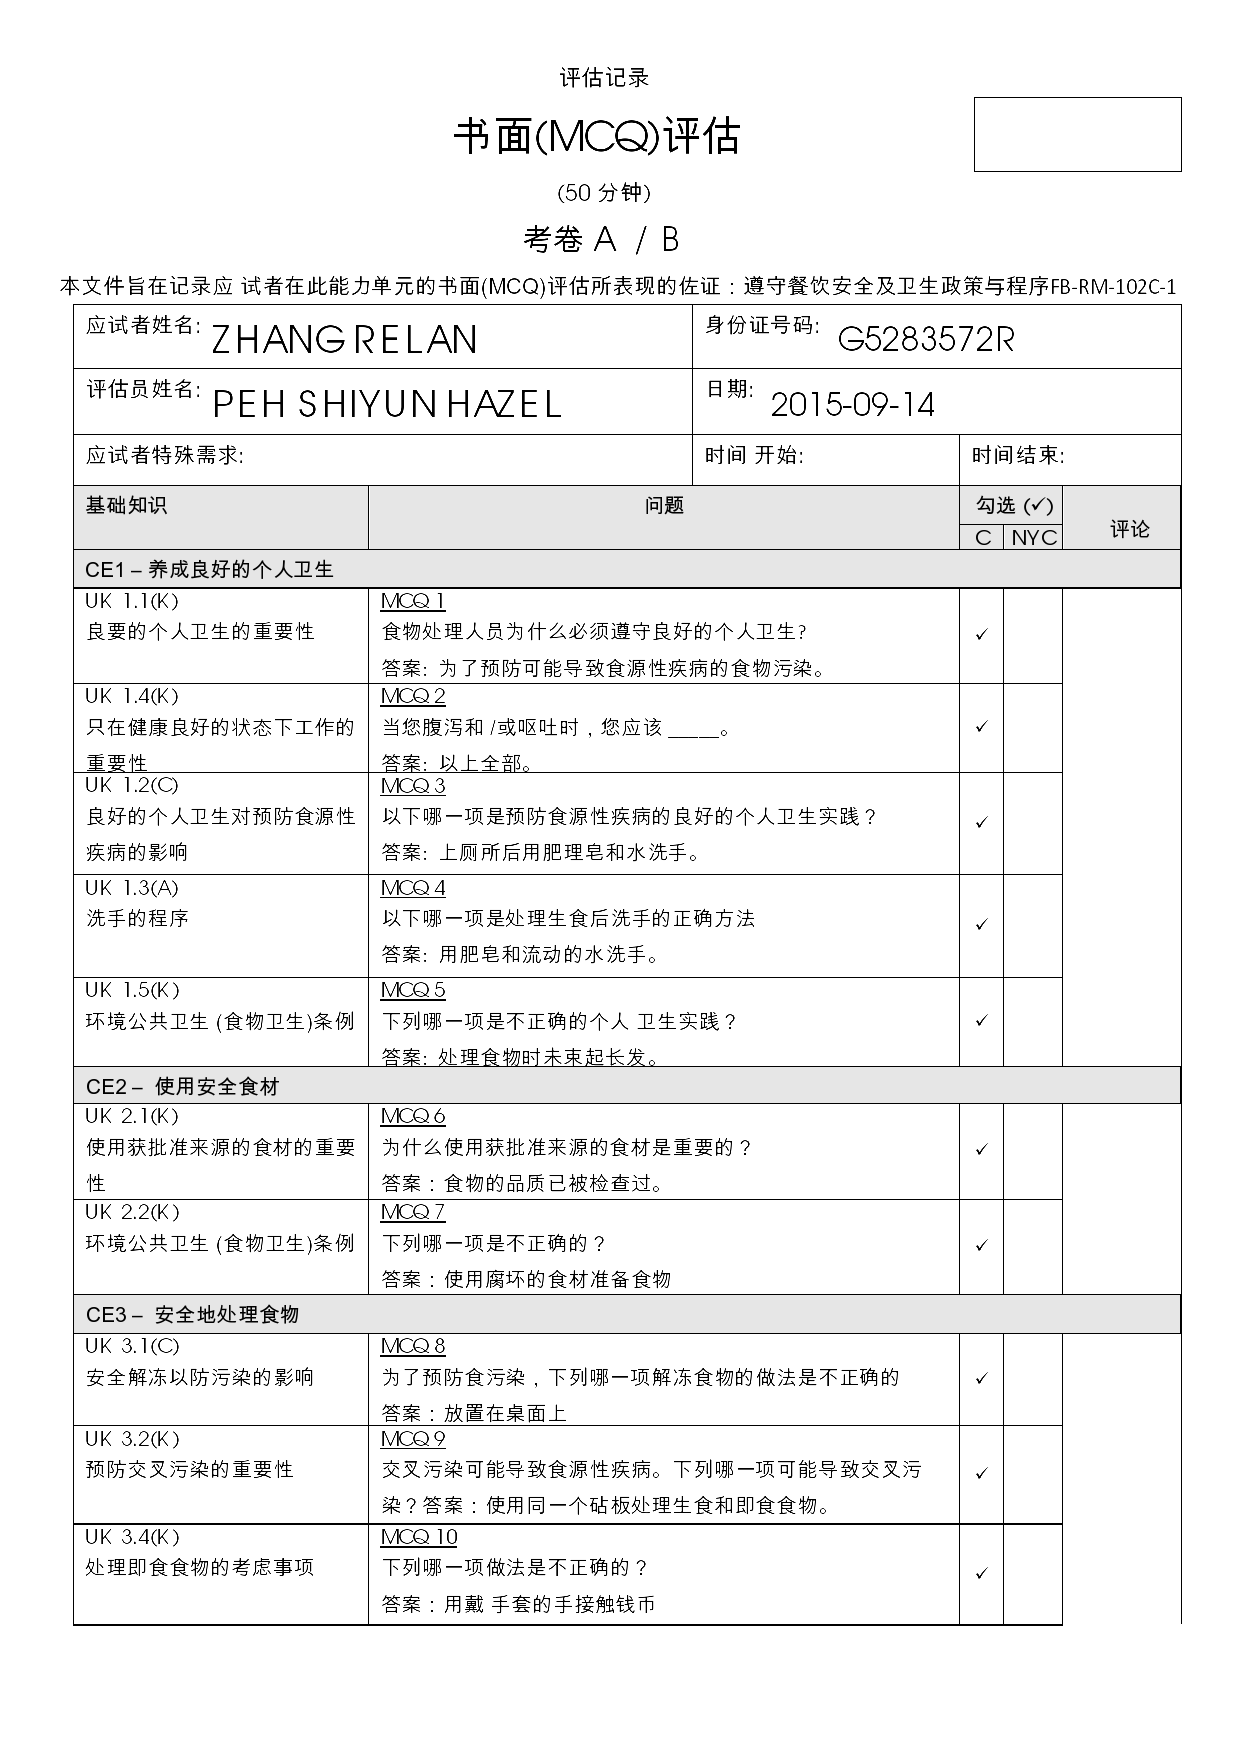 评估记录
书面(MCQ)评估
(50 分钟)
考卷 A / B
本文件旨在记录应 试者在此能力单元的书面(MCQ)评估所表现的佐证：遵守餐饮安全及卫生政策与程序FB-RM-102C-1
应试者姓名: ZHANG RELAN 身份证号码: G5283572R
评估员姓名: PEH SHIYUN HAZEL 日期: 2015-09-14
应试者特殊需求: 时间 开始: 时间结束:
基础知识 问题 勾选 (✓) 评论
C NYC
CE1 – 养成良好的个人卫生
UK 1.1(K) MCQ 1
良要的个人卫生的重要性 食物处理人员为什么必须遵守良好的个人卫生? ✓
答案: 为了预防可能导致食源性疾病的食物污染。
UK 1.4(K) MCQ 2
只在健康良好的状态下工作的 当您腹泻和 /或呕吐时，您应该 _____。 ✓
重要性 答案: 以上全部。
UK 1.2(C) MCQ 3
良好的个人卫生对预防食源性 以下哪一项是预防食源性疾病的良好的个人卫生实践？ ✓
疾病的影响 答案: 上厕所后用肥理皂和水洗手。
UK 1.3(A) MCQ 4
洗手的程序 以下哪一项是处理生食后洗手的正确方法 ✓
答案: 用肥皂和流动的水洗手。
UK 1.5(K) MCQ 5
环境公共卫生 (食物卫生)条例 下列哪一项是不正确的个人 卫生实践？ ✓
答案: 处理食物时未束起长发。
CE2 – 使用安全食材
UK 2.1(K) MCQ 6
使用获批准来源的食材的重要 为什么使用获批准来源的食材是重要的？ ✓
性 答案：食物的品质已被检查过。
UK 2.2(K) MCQ 7
环境公共卫生 (食物卫生)条例 下列哪一项是不正确的？ ✓
答案：使用腐坏的食材准备食物
CE3 – 安全地处理食物
UK 3.1(C) MCQ 8
安全解冻以防污染的影响 为了预防食污染，下列哪一项解冻食物的做法是不正确的 ✓
答案：放置在桌面上
UK 3.2(K) MCQ 9
预防交叉污染的重要性 交叉污染可能导致食源性疾病。下列哪一项可能导致交叉污 ✓
染？答案：使用同一个砧板处理生食和即食食物。
UK 3.4(K) MCQ 10
处理即食食物的考虑事项 下列哪一项做法是不正确的？ ✓
答案：用戴 手套的手接触钱币